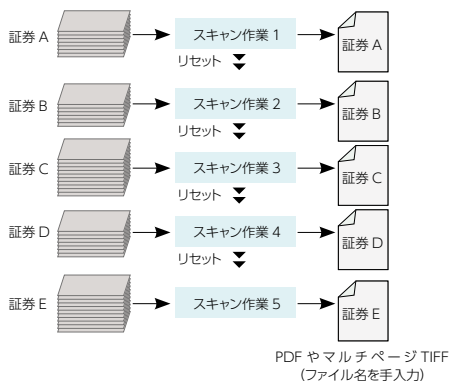 証券 A スキャン作業 1 証券 A
リセット
証券 B スキャン作業 2 証券 B
リセット
証券 C スキャン作業 3 証券 C
リセット
証券 D スキャン作業 4 証券 D
リセット
証券 E スキャン作業 5 証券 E
PDF やマルチページ TIFF
（ファイル名を手入力）